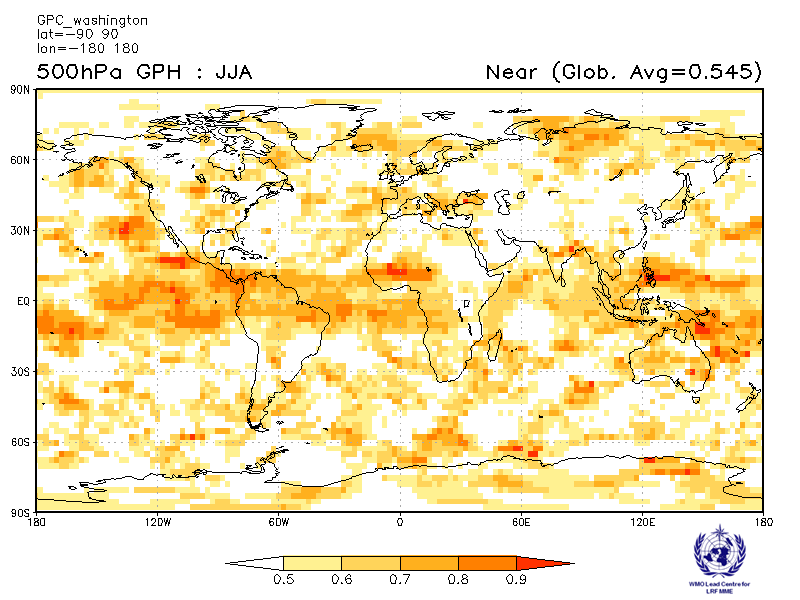 GPC_washington
lat=−90 90
lon=−180 180
500hPa GPH : JJA Near (Glob. Avg=0.545)
90N
60N
30N
EQ
30S
60S
90S
180 120W 60W 0 60E 120E 180
0.5 0.6 0.7 0.8 0.9
WMO Lead Centre for
LRF MME